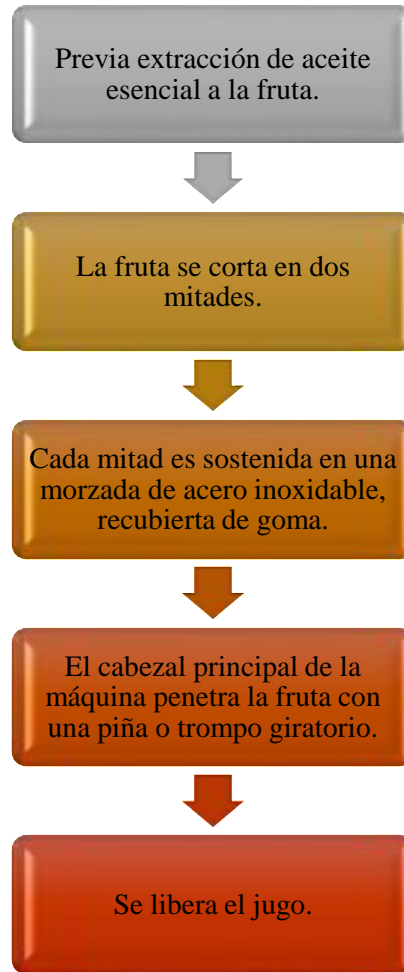 Previa extracción de aceite
esencial a la fruta.
La fruta se corta en dos
mitades.
Cada mitad es sostenida en una
morzada de acero inoxidable,
recubierta de goma.
El cabezal principal de la
máquina penetra la fruta con
una piña o trompo giratorio.
Se libera el jugo.